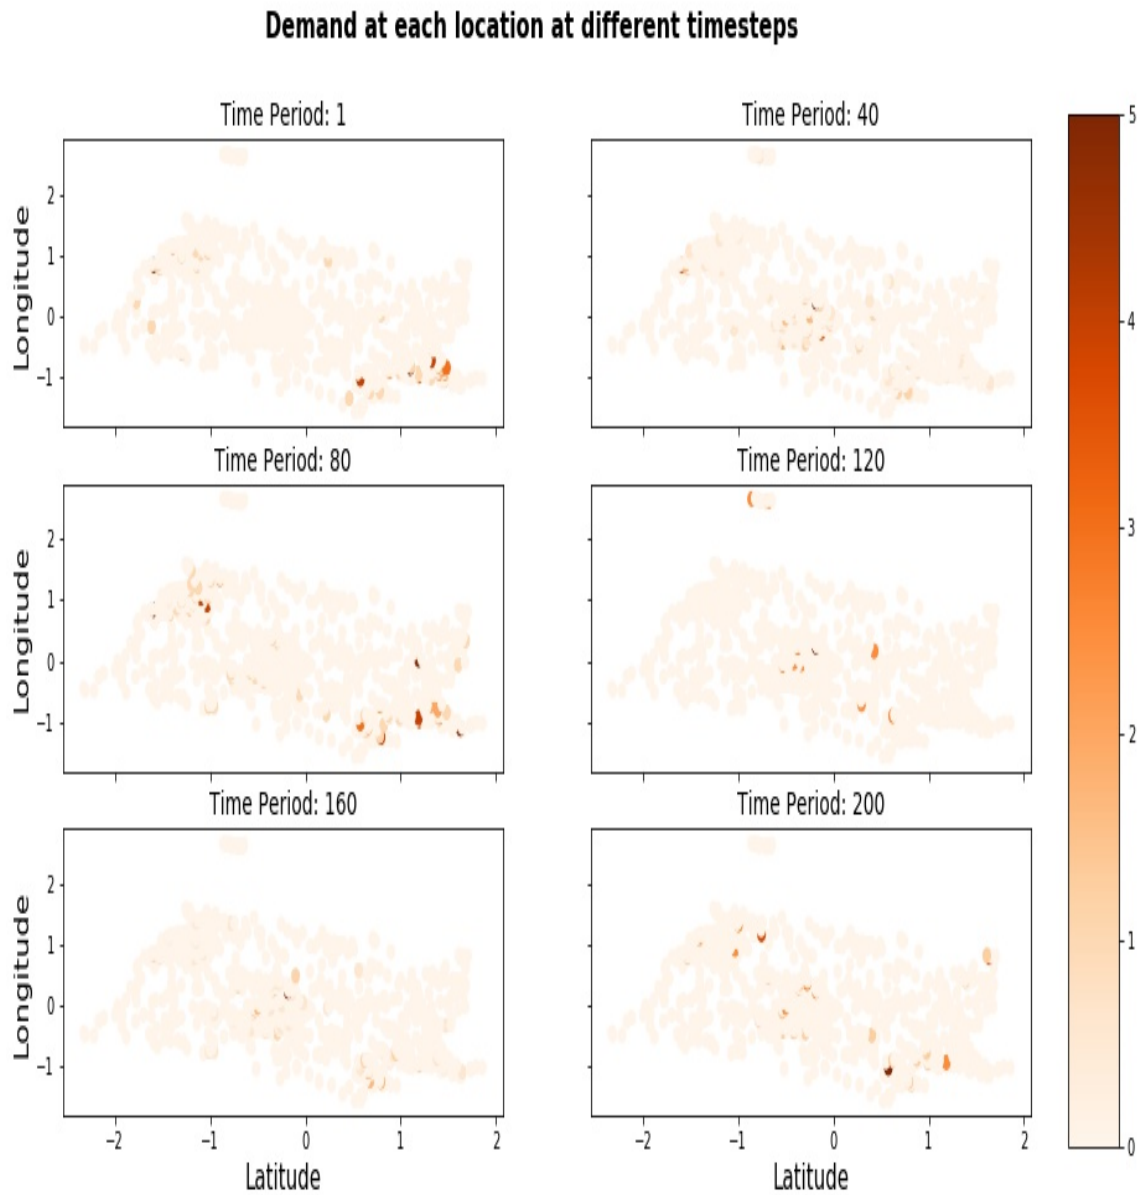 Demand at each location at different timesteps
Time Period: 1
Time Period: 40
Longitude
2
1
0
−1
5
4
3
2
1
0
Time Period: 80
Time Period: 120
Longitude
2
1
0
−1
Time Period: 160
Time Period: 200
Longitude
2
1
0
−1
−2 −1 0 1 2
−2 −1 0 1 2
Latitude
Latitude